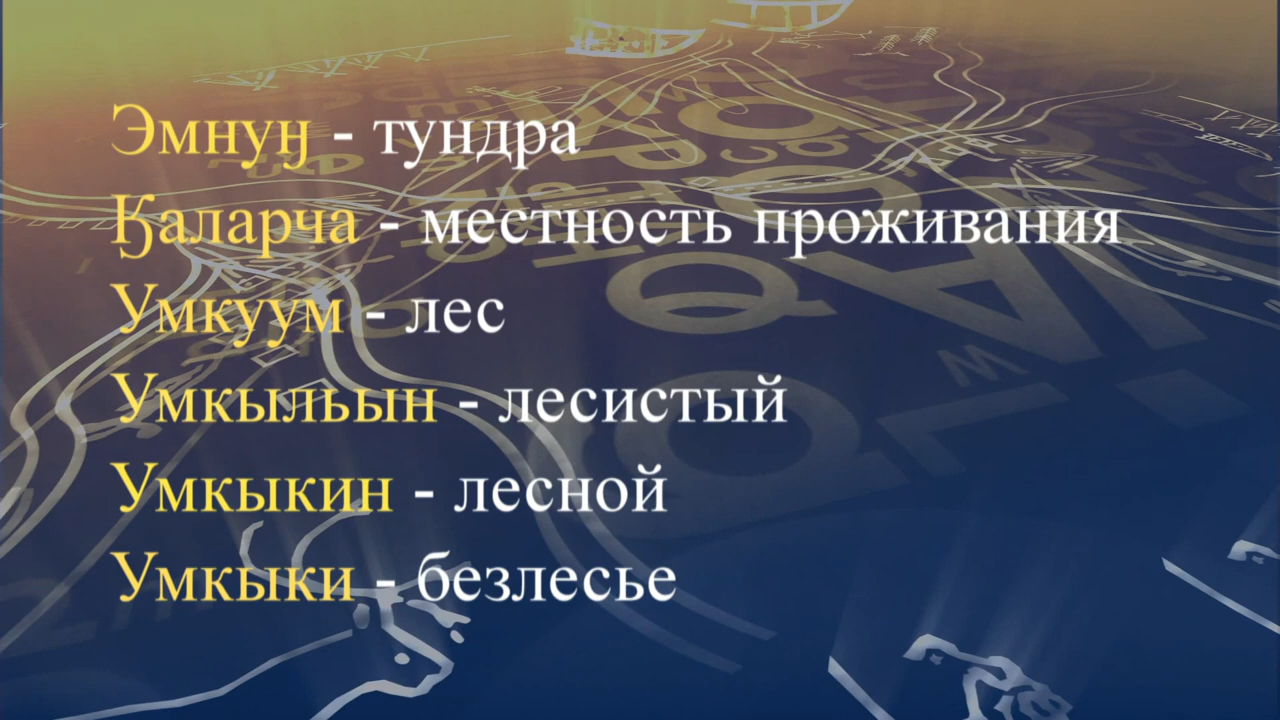 Эмнуӈ - тундра
Ӄаларча - местность проживания
Умкуум - лес
Умкыльын - лесистый
Умкыкин - лесной
Умкыки - безлесье